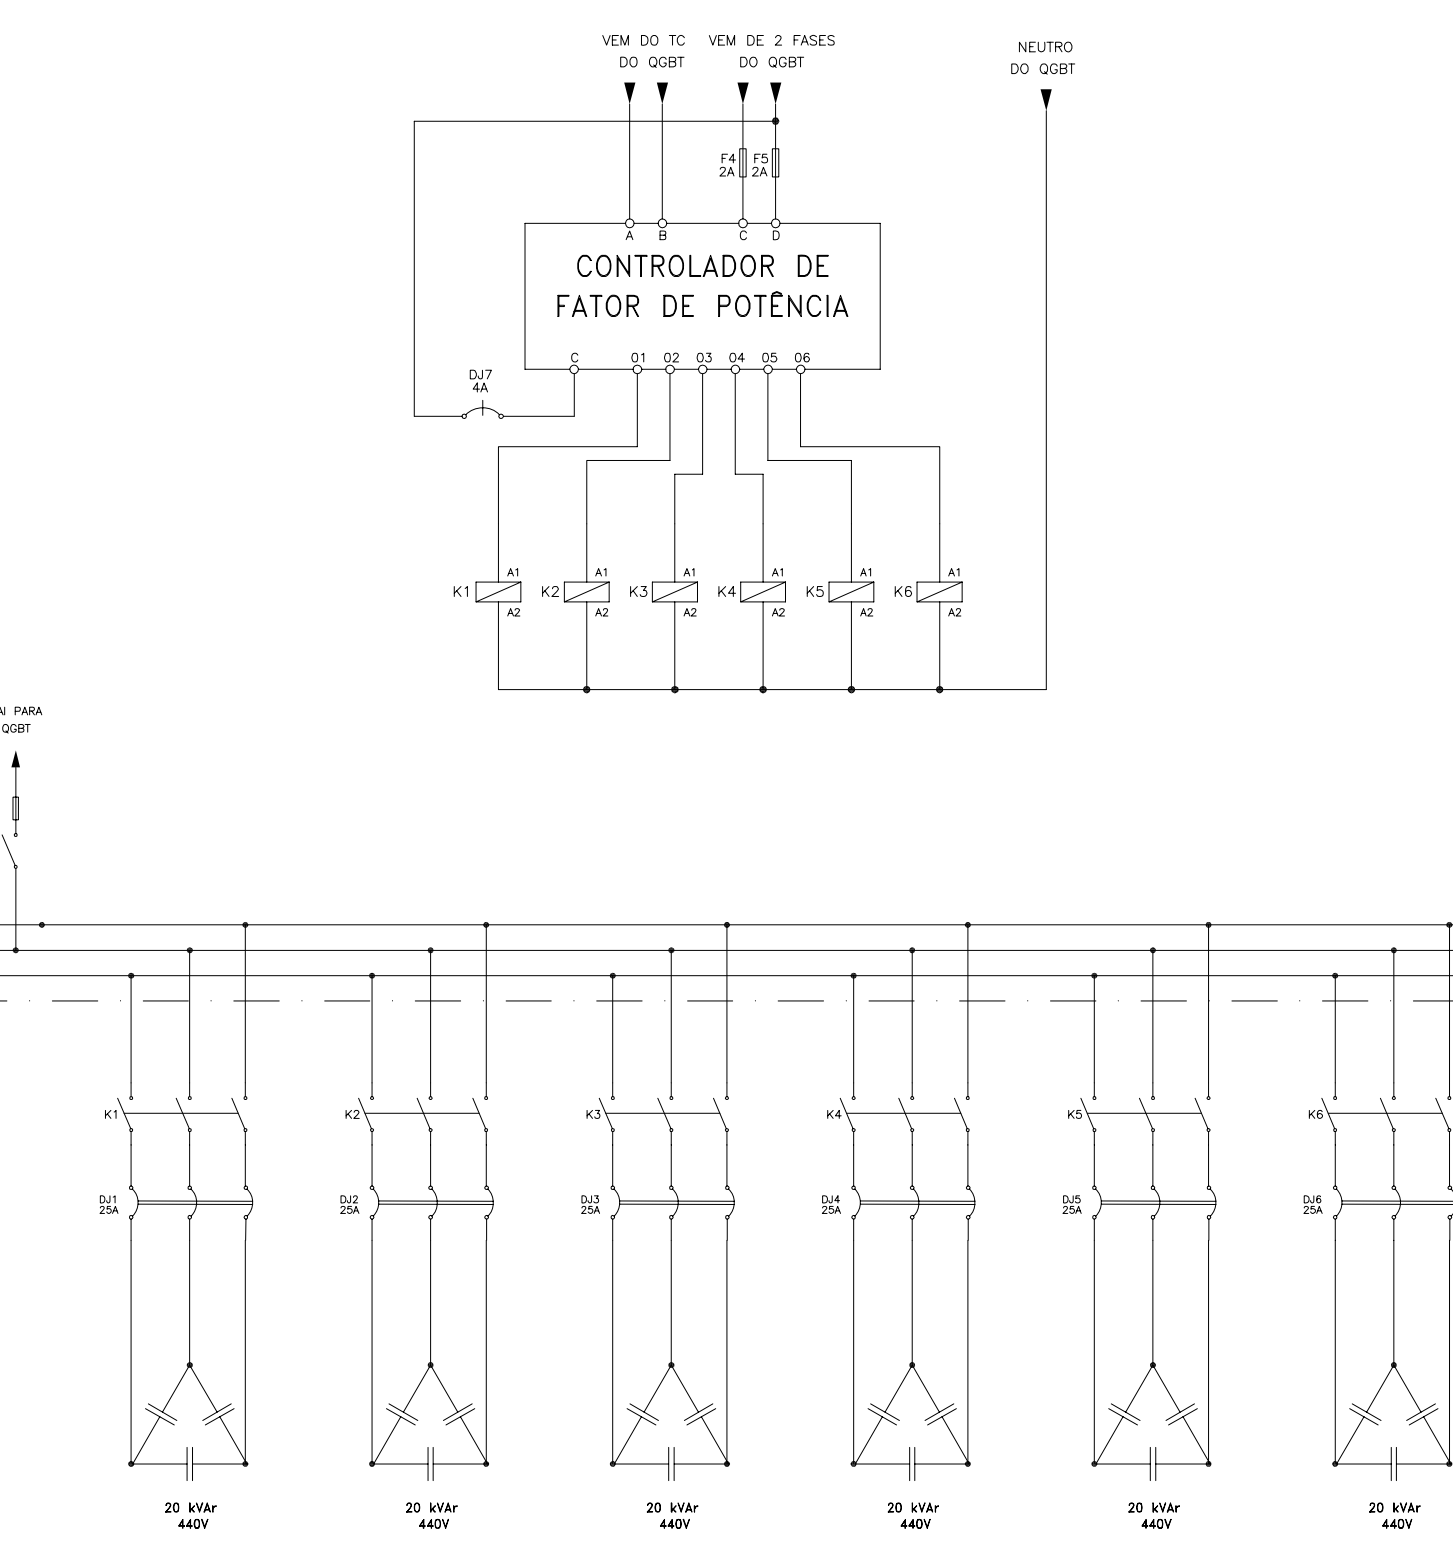 VEM DO TC
DO QGBT
VEM DE 2 FASES
DO QGBT
NEUTRO
DO QGBT
F4
2A
F5
2A
A B C D
CONTROLADOR DE
FATOR DE POTÊNCIA
C 01 02 03 04 05 06
DJ7
4A
A1 A1 A1 A1 A1 A1
K1 K2 K3 K4 K5 K6
A2 A2 A2 A2 A2 A2
AI PARA
QGBT
K1 K2 K3 K4 K5 K6
DJ1
25A
DJ2
25A
DJ3
25A
DJ4
25A
DJ5
25A
DJ6
25A
20 kVAr
440V
20 kVAr
440V
20 kVAr
440V
20 kVAr
440V
20 kVAr
440V
20 kVAr
440V